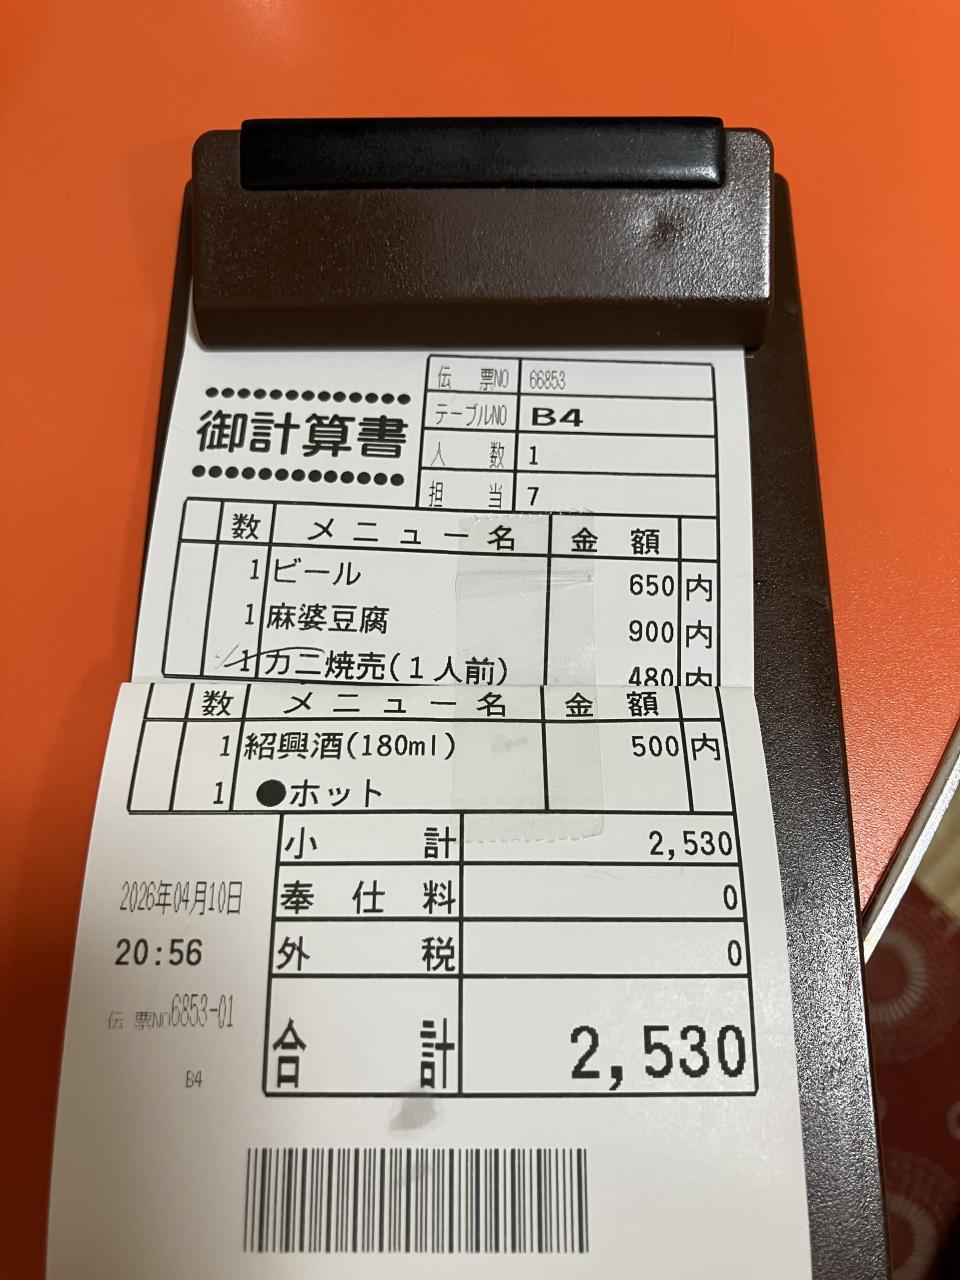 御計算書
伝票NO 66853
テーブルNO B4
人数 1
担当 7
数 メニュー名 金額
1 ビール 650 内
1 麻婆豆腐 900 内
1 カニ焼売(1人前) 480 内
数 メニュー名 金額
1 紹興酒(180ml) 500 内
1 ●ホット
小計 2,530
奉仕料 0
外税 0
合計 2,530
2026年04月10日
20:56
伝票NO6853-01
B4